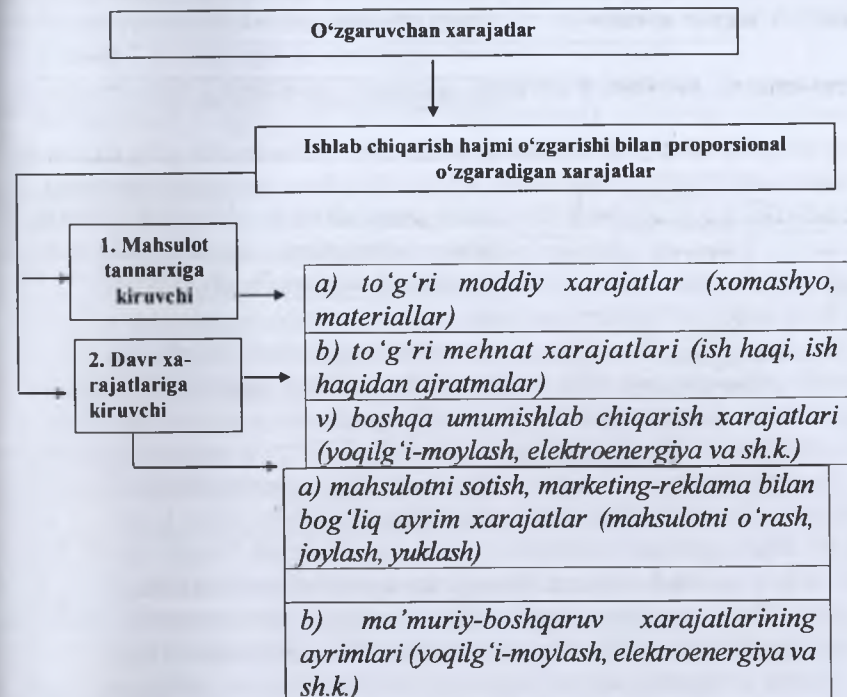 O‘zgaruvchan xarajatlar
Ishlab chiqarish hajmi o‘zgarishi bilan proporsional
o‘zgaradigan xarajatlar
1. Mahsulot
tannarxiga
kiruvchi
a) to‘g‘ri moddiy xarajatlar (xomashyo,
materiallar)
b) to‘g‘ri mehnat xarajatlari (ish haqi, ish
haqidan ajratmalar)
v) boshqa umumishlab chiqarish xarajatlari
(yoqilg‘i-moylash, elektroenergiya va sh.k.)
2. Davr xa-
rajatlariga
kiruvchi
a) mahsulotni sotish, marketing-reklama bilan
bog‘liq ayrim xarajatlar (mahsulotni o‘rash,
joylash, yuklash)
b) ma’muriy-boshqaruv xarajatlarining
ayrimlari (yoqilg‘i-moylash, elektroenergiya va
sh.k.)